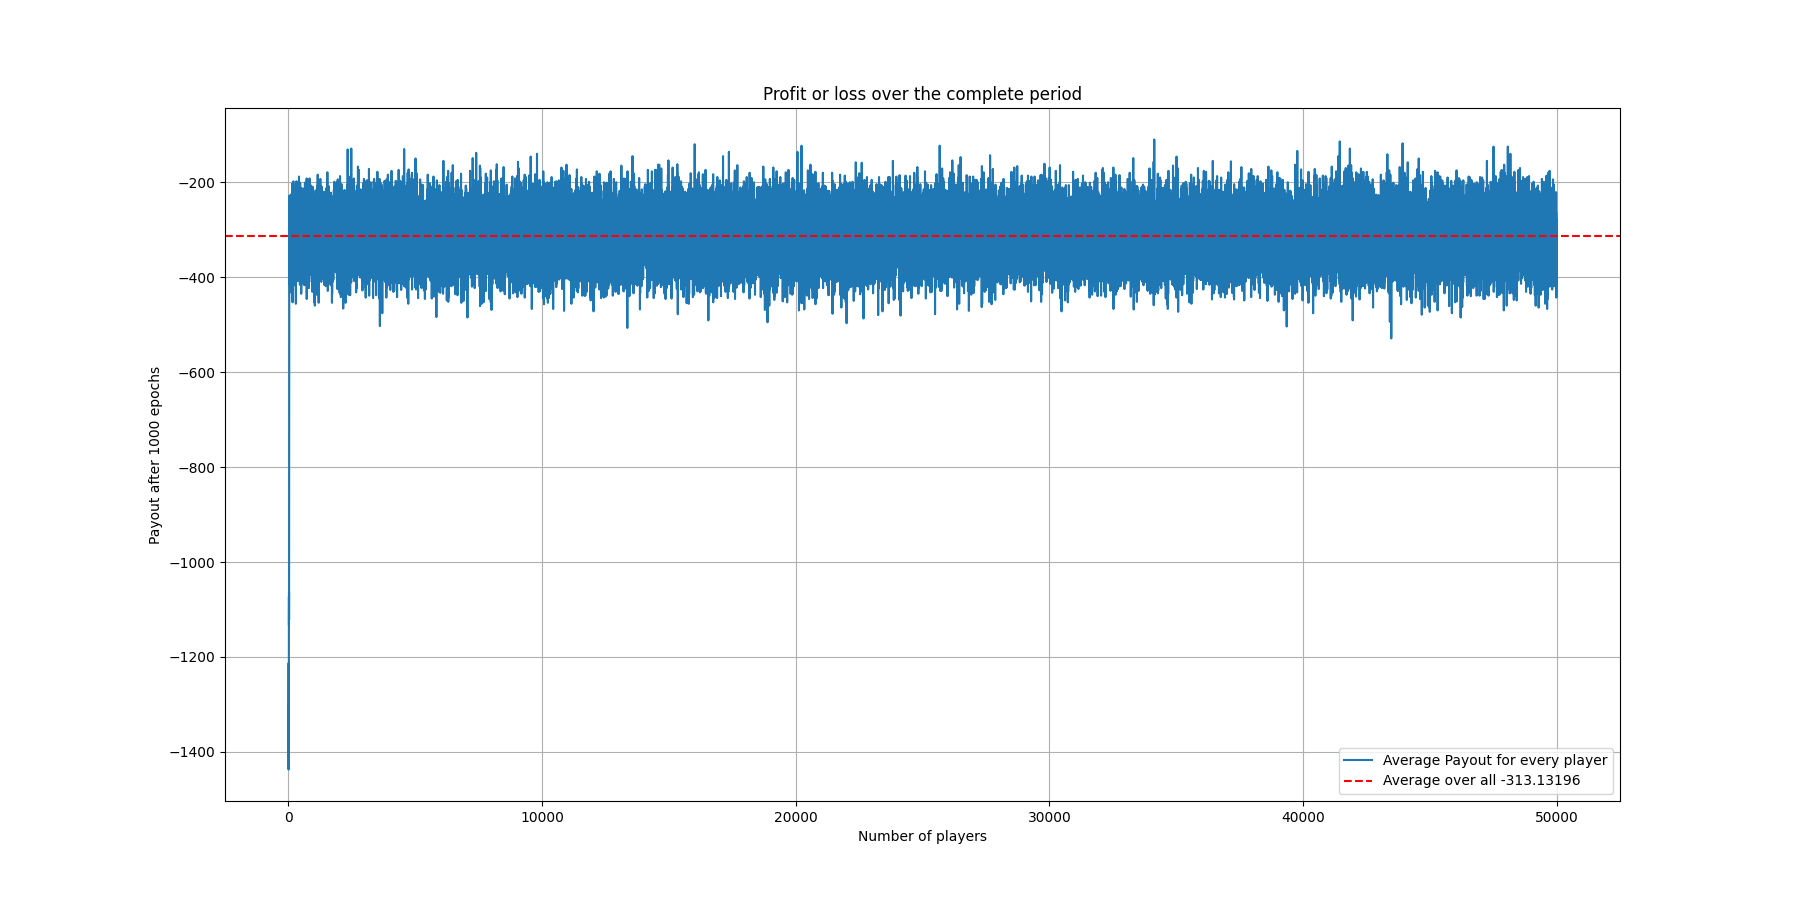 Profit or loss over the complete period
Payout after 1000 epochs
−200
−400
−600
−800
−1000
−1200
−1400
0
10000
20000
30000
40000
50000
Number of players
Average Payout for every player
Average over all -313.13196